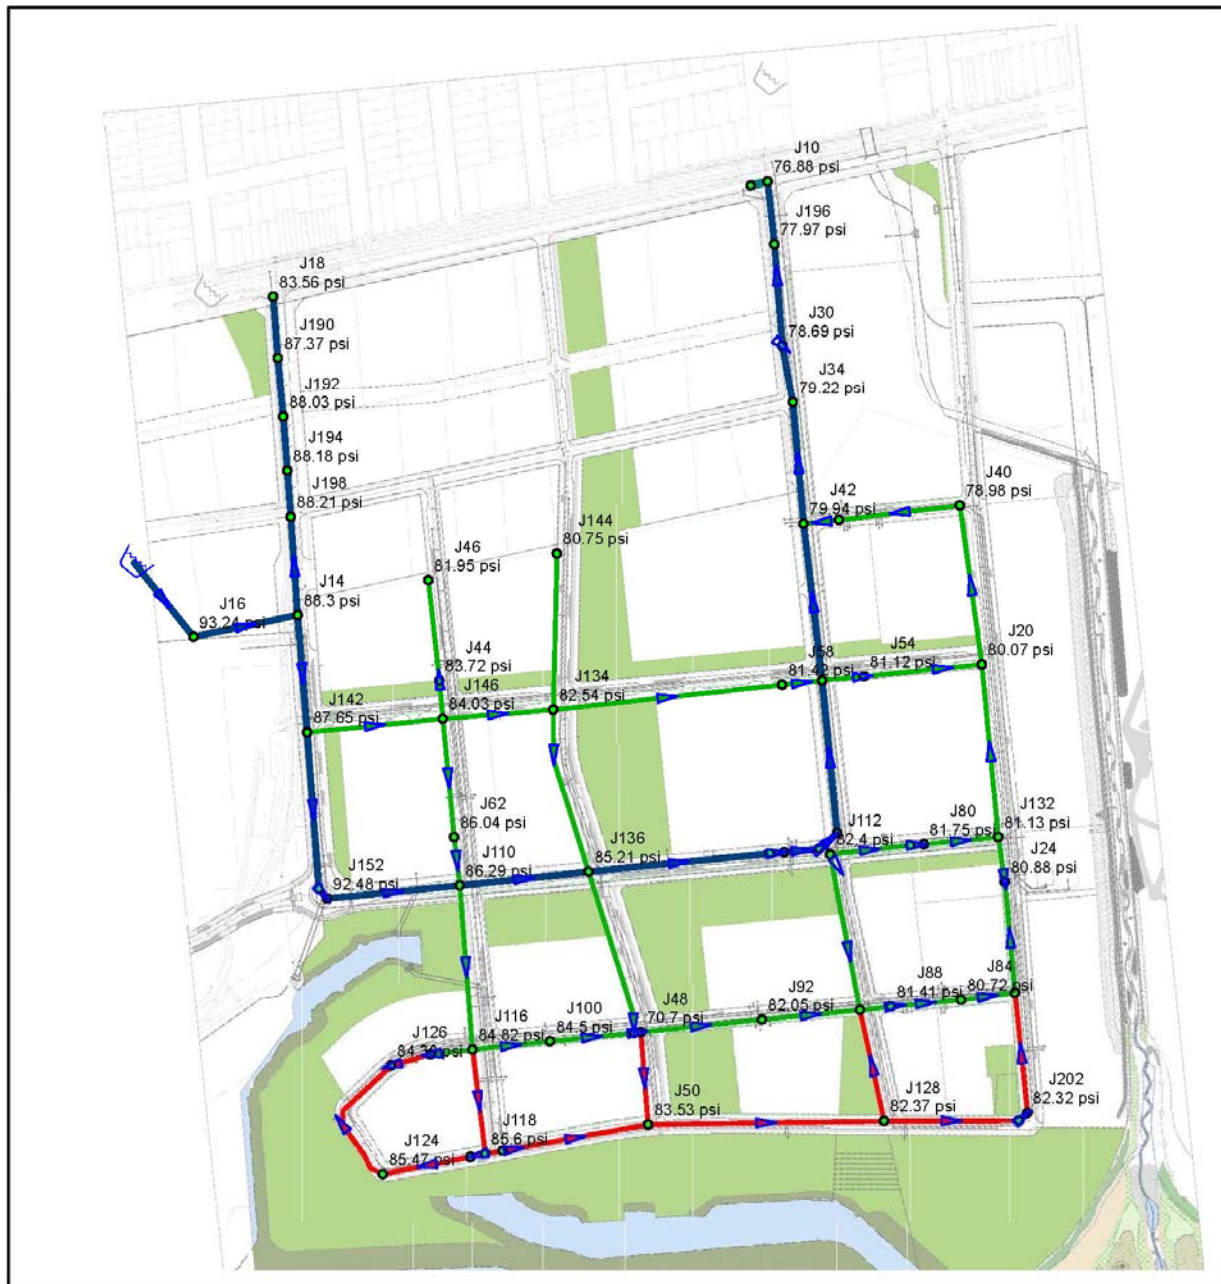 J10
76.88 psi
J196
77.97 psi
J18
83.56 psi
J30
78.69 psi
J190
87.37 psi
J34
79.22 psi
J192
88.03 psi
J194
88.18 psi
J198
88.21 psi
J40
78.98 psi
J42
79.94 psi
J144
80.75 psi
J46
81.95 psi
J14
88.3 psi
J16
93.24 psi
J20
80.07 psi
J54
81.12 psi
J58
81.42 psi
J44
83.72 psi
J134
82.54 psi
J146
84.03 psi
J142
87.65 psi
J132
81.13 psi
J80
81.75 psi
J112
82.4 psi
J62
86.04 psi
J136
85.21 psi
J24
80.88 psi
J110
86.29 psi
J152
92.48 psi
J84
80.72 psi
J88
81.41 psi
J92
82.05 psi
J48
70.7 psi
J100
84.5 psi
J116
84.82 psi
J126
J202
82.32 psi
J128
82.37 psi
J50
83.53 psi
J118
85.6 psi
J124
85.47 psi